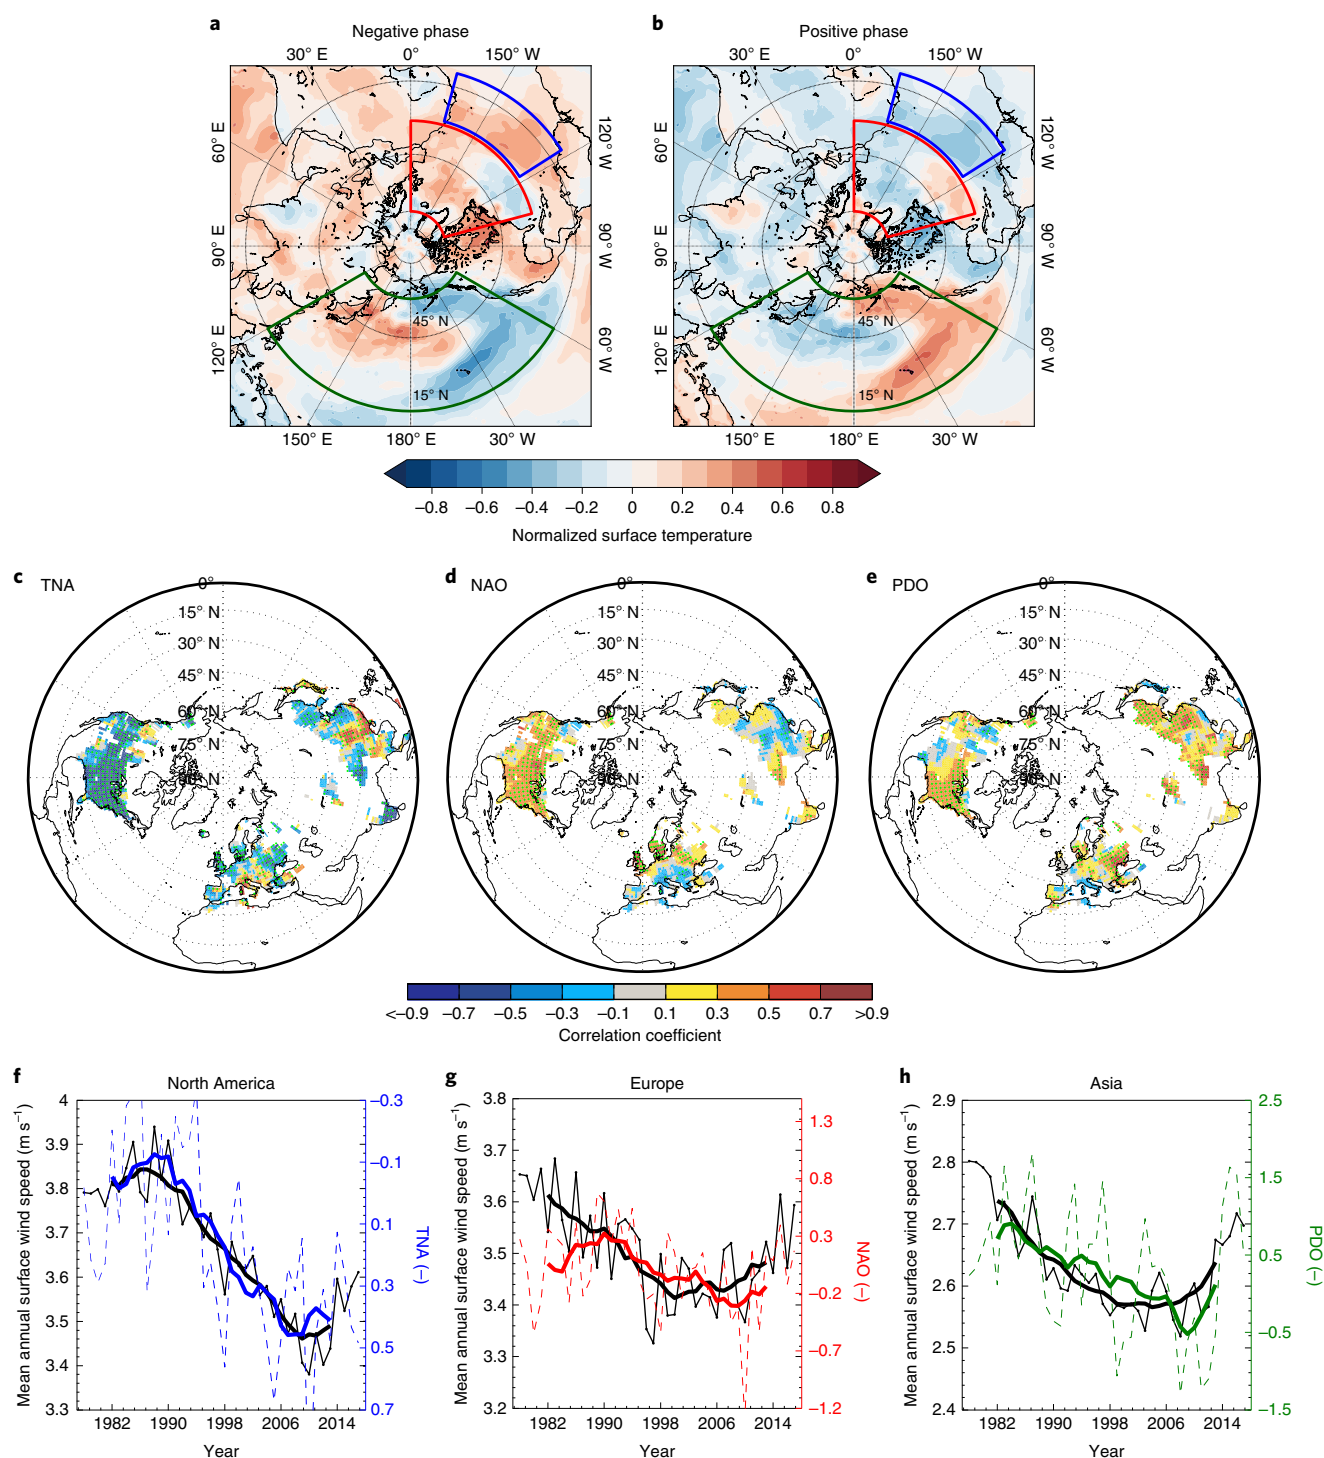 a
b
Negative phase
Positive phase
30° E
0°
150° W
30° E
0°
150° W
60° E
120° W
60° E
120° W
90° E
90° W
90° E
90° W
120° E
60° W
120° E
60° W
45° N
45° N
15° N
15° N
150° E
180° E
30° W
150° E
180° E
30° W
−0.8 −0.6 −0.4 −0.2 0 0.2 0.4 0.6 0.8
Normalized surface temperature
c TNA
d NAO
e PDO
0°
15° N
30° N
45° N
60° N
75° N
90° N
0°
15° N
30° N
45° N
60° N
75° N
90° N
0°
15° N
30° N
45° N
60° N
75° N
90° N
<−0.9 −0.7 −0.5 −0.3 −0.1 0.1 0.3 0.5 0.7 >0.9
Correlation coefficient
f
North America
Mean annual surface wind speed (m s−1)
4
3.9
3.8
3.7
3.6
3.5
3.4
3.3
−0.3
−0.1
0.1
0.3
0.5
0.7
TNA (−)
1982 1990 1998 2006 2014
Year
g
Europe
Mean annual surface wind speed (m s−1)
3.8
3.7
3.6
3.5
3.4
3.3
3.2
1.3
0.8
0.3
−0.2
−0.7
−1.2
NAO (−)
1982 1990 1998 2006 2014
Year
h
Asia
Mean annual surface wind speed (m s−1)
2.9
2.8
2.7
2.6
2.5
2.4
2.5
1.5
0.5
−0.5
−1.5
PDO (−)
1982 1990 1998 2006 2014
Year